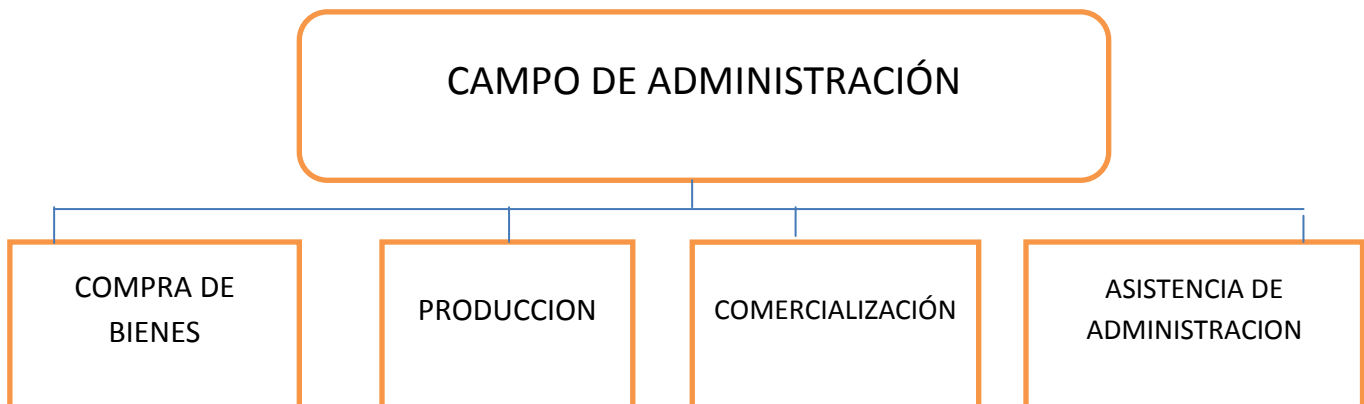 CAMPO DE ADMINISTRACIÓN
COMPRA DE
BIENES
PRODUCCION
COMERCIALIZACIÓN
ASISTENCIA DE
ADMINISTRACION